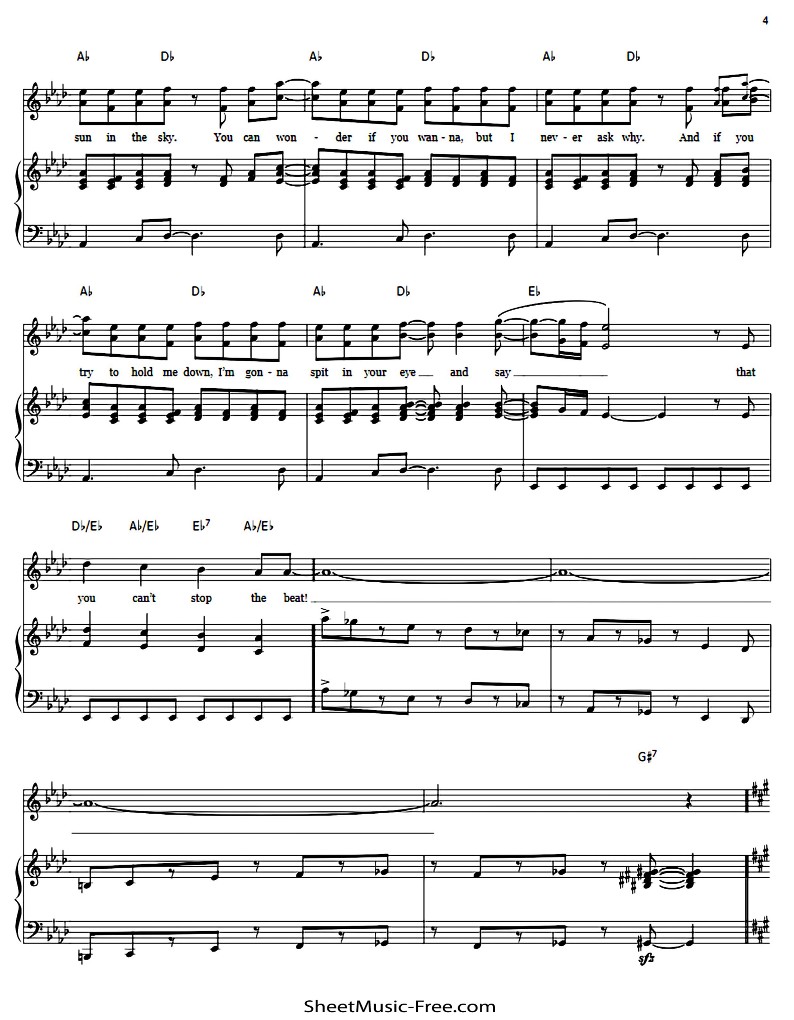 4
A♭ D♭ A♭ D♭ A♭ D♭
sun in the sky. You can won - der if you wan - na, but I nev - er ask why. And if you
A♭ D♭ A♭ D♭ E♭
try to hold me down, I'm gon - na spit in your eye and say that
D♭/E♭ A♭/E♭ E♭7 A♭/E♭
you can't stop the beat!
G♯7
sfz
SheetMusic-Free.com